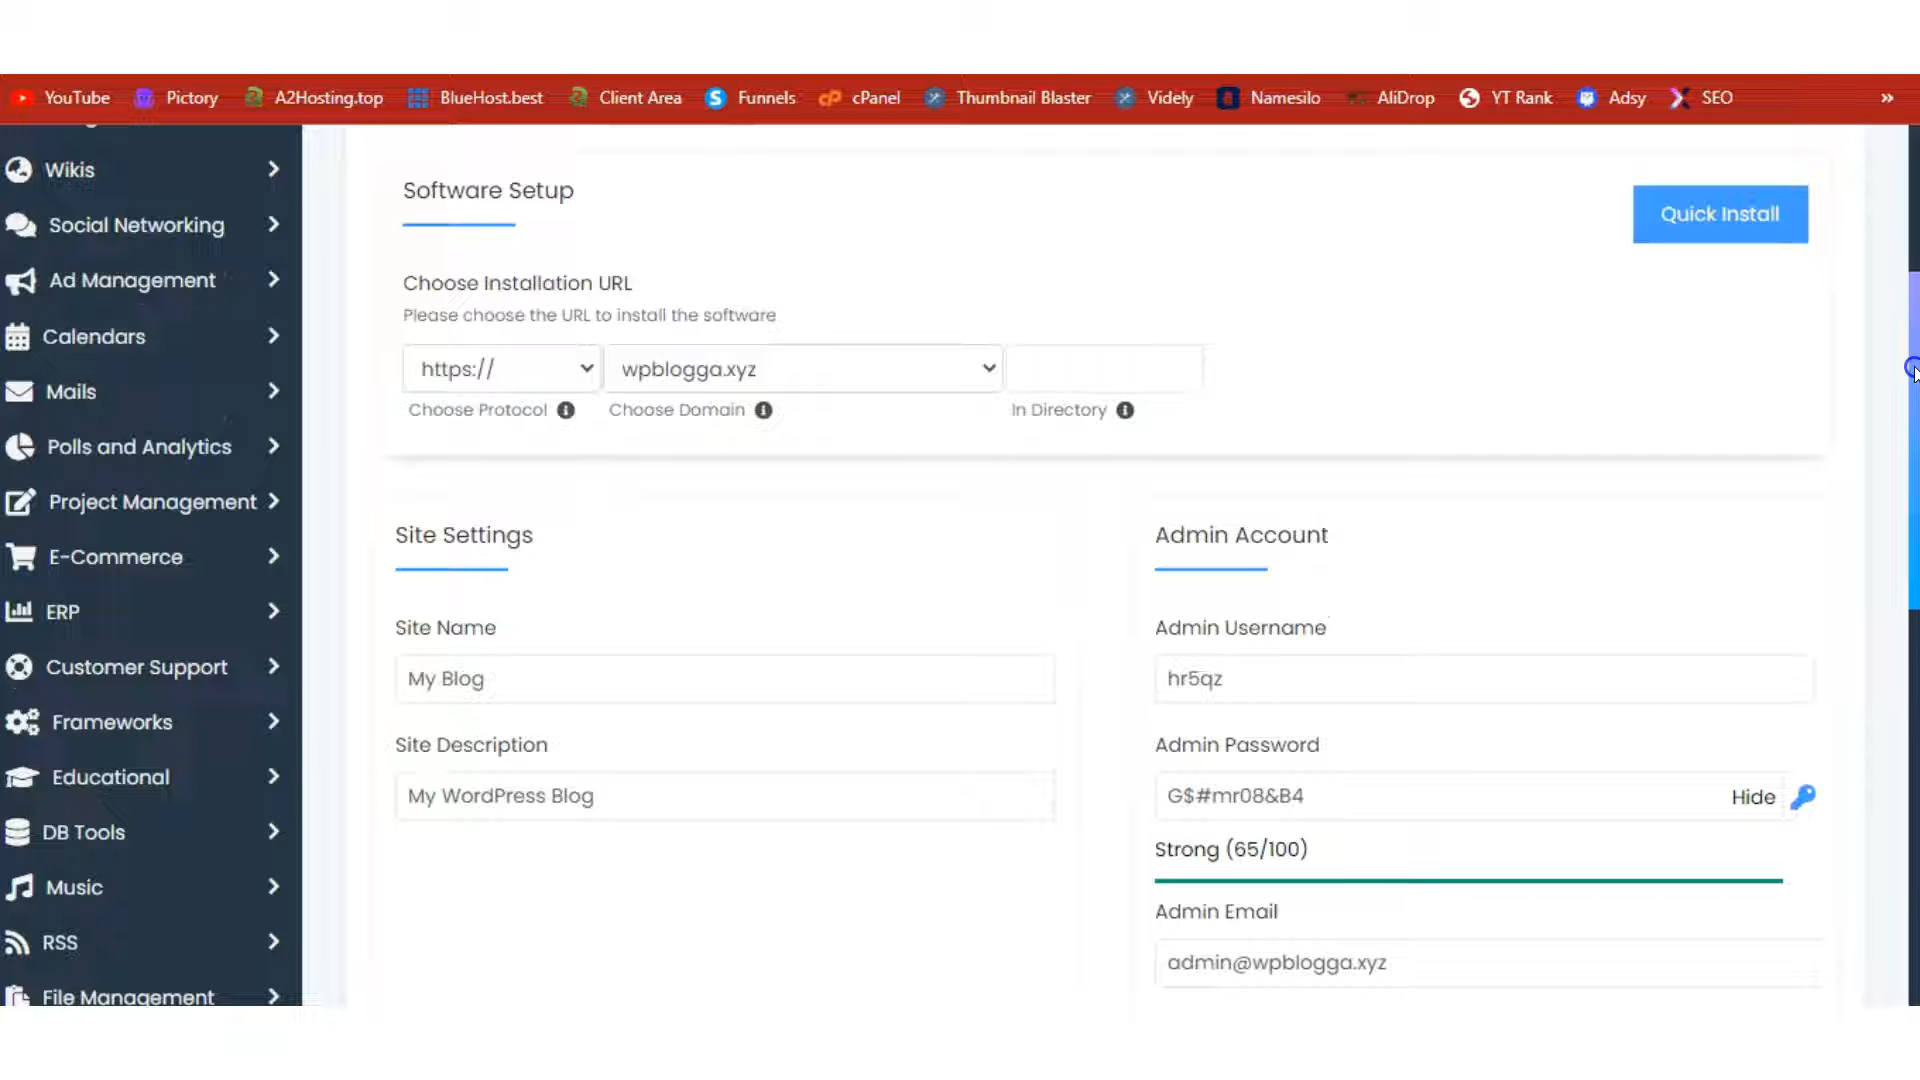 YouTube Pictory A2Hosting.top BlueHost.best Client Area Funnels cPanel Thumbnail Blaster Videly Namesilo AliDrop YT Rank Adsy SEO »
Wikis
Social Networking
Ad Management
Calendars
Mails
Polls and Analytics
Project Management
E-Commerce
ERP
Customer Support
Frameworks
Educational
DB Tools
Music
RSS
File Management
Software Setup
Quick Install
Choose Installation URL
Please choose the URL to install the software
https:// wpblogga.xyz
Choose Protocol Choose Domain In Directory
Site Settings
Site Name
My Blog
Site Description
My WordPress Blog
Admin Account
Admin Username
hr5qz
Admin Password
G$#mr08&B4 Hide
Strong (65/100)
Admin Email
admin@wpblogga.xyz